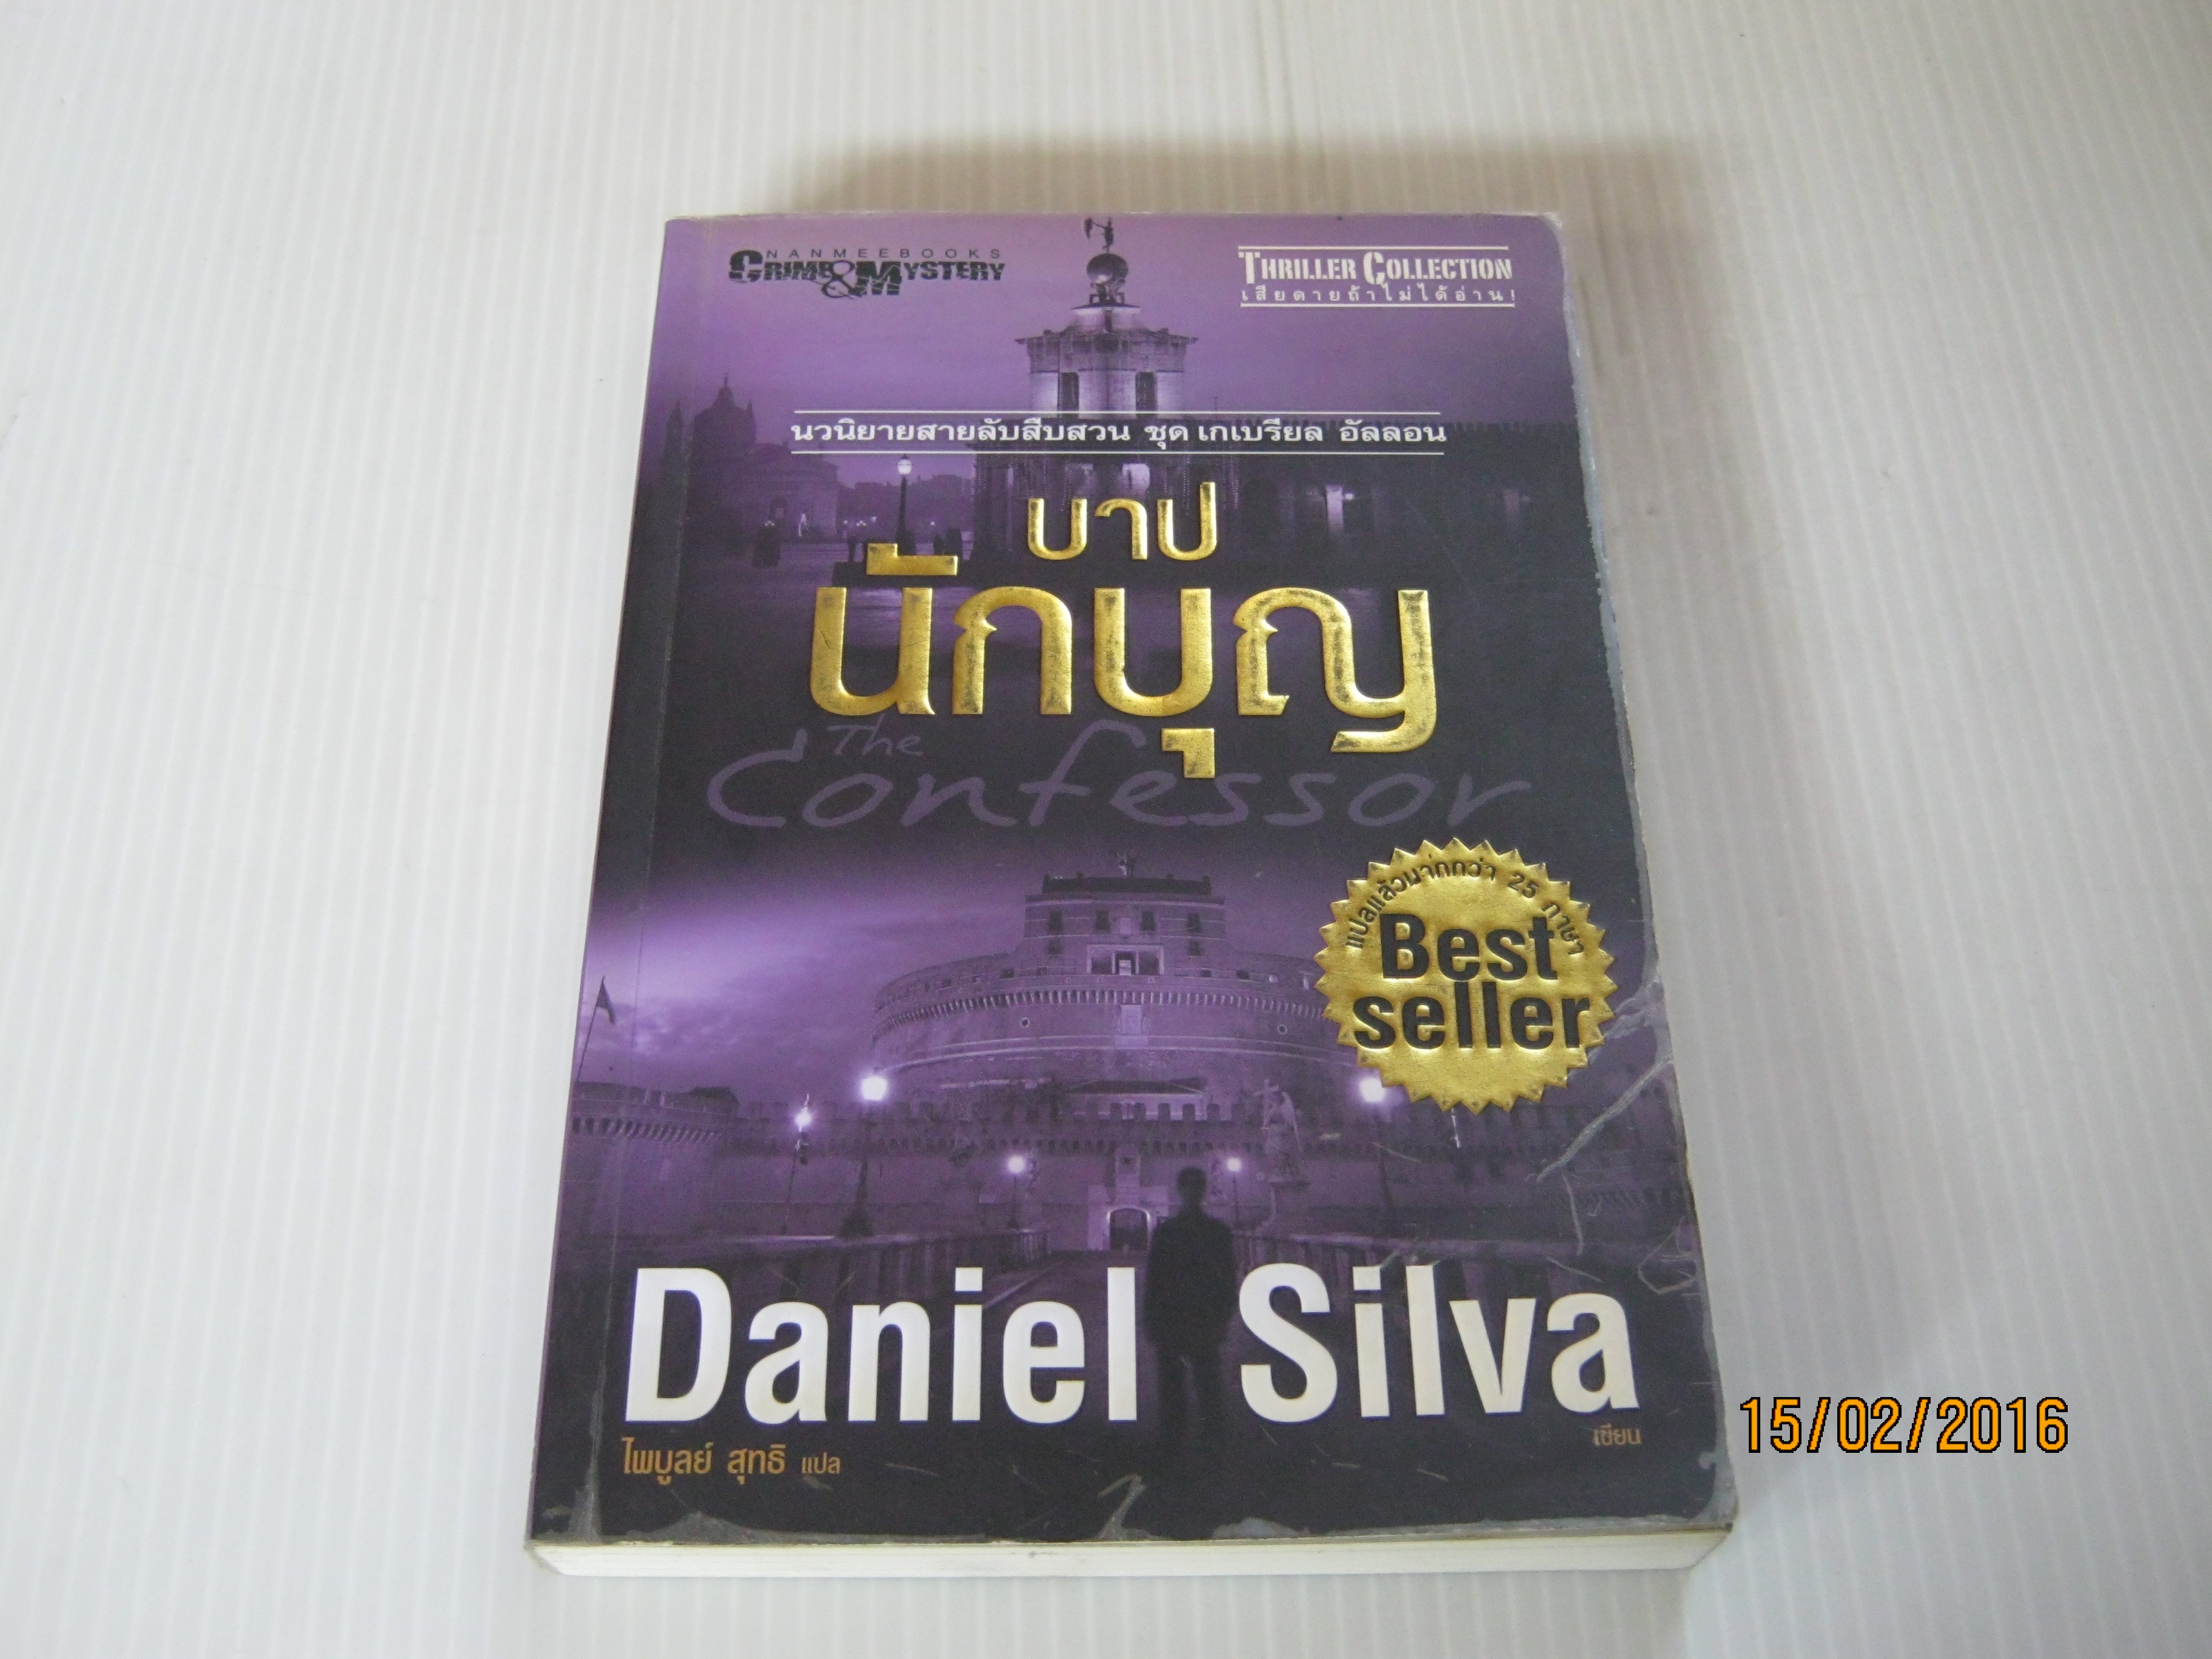 NANMEEBOOKS
CRIME & MYSTERY
THRILLER COLLECTION
เสียดายถ้าไม่ได้อ่าน!
นวนิยายสายลับสืบสวน ชุด เกเบรียล อัลลอน
บาป
นักบุญ
The
Confessor
แปลแล้วมากกว่า 25 ภาษา
Best
seller
Daniel Silva
เขียน
ไพบูลย์ สุทธิ แปล
15/02/2016